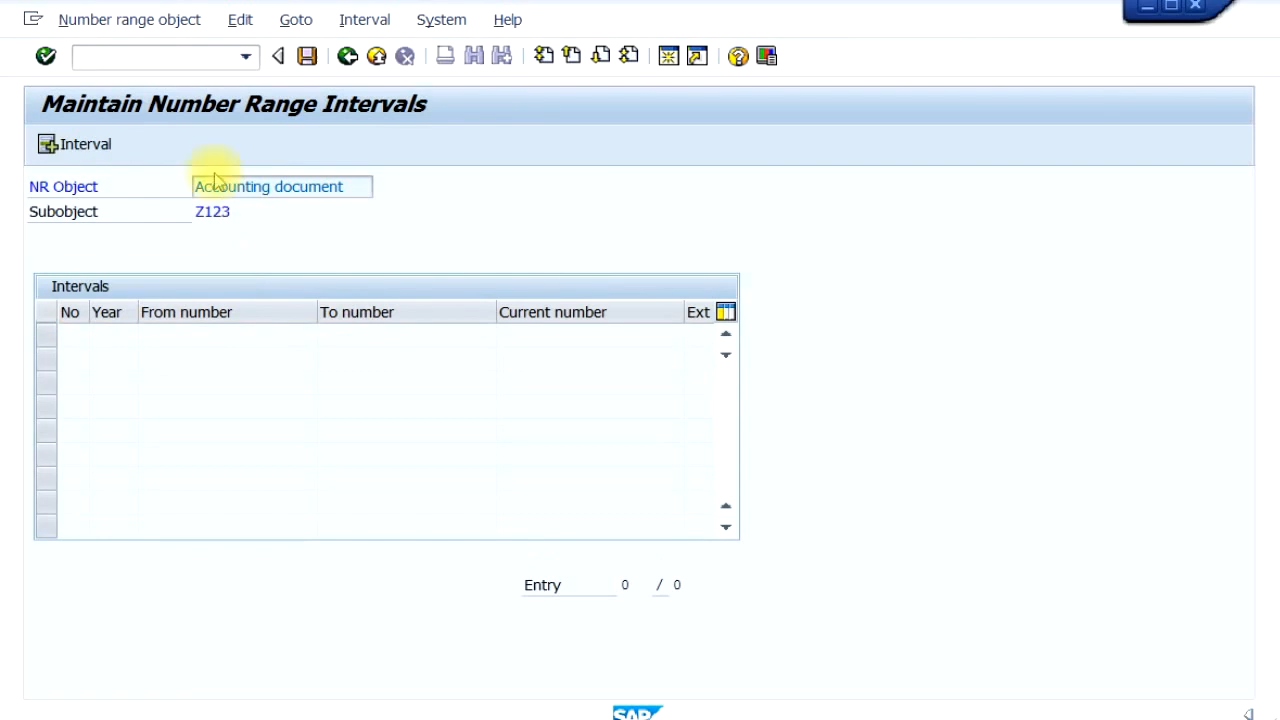 Number range object Edit Goto Interval System Help
Maintain Number Range Intervals
Interval
NR Object Accounting document
Subobject Z123
Intervals
No Year From number To number Current number Ext
Entry 0 / 0
SAP